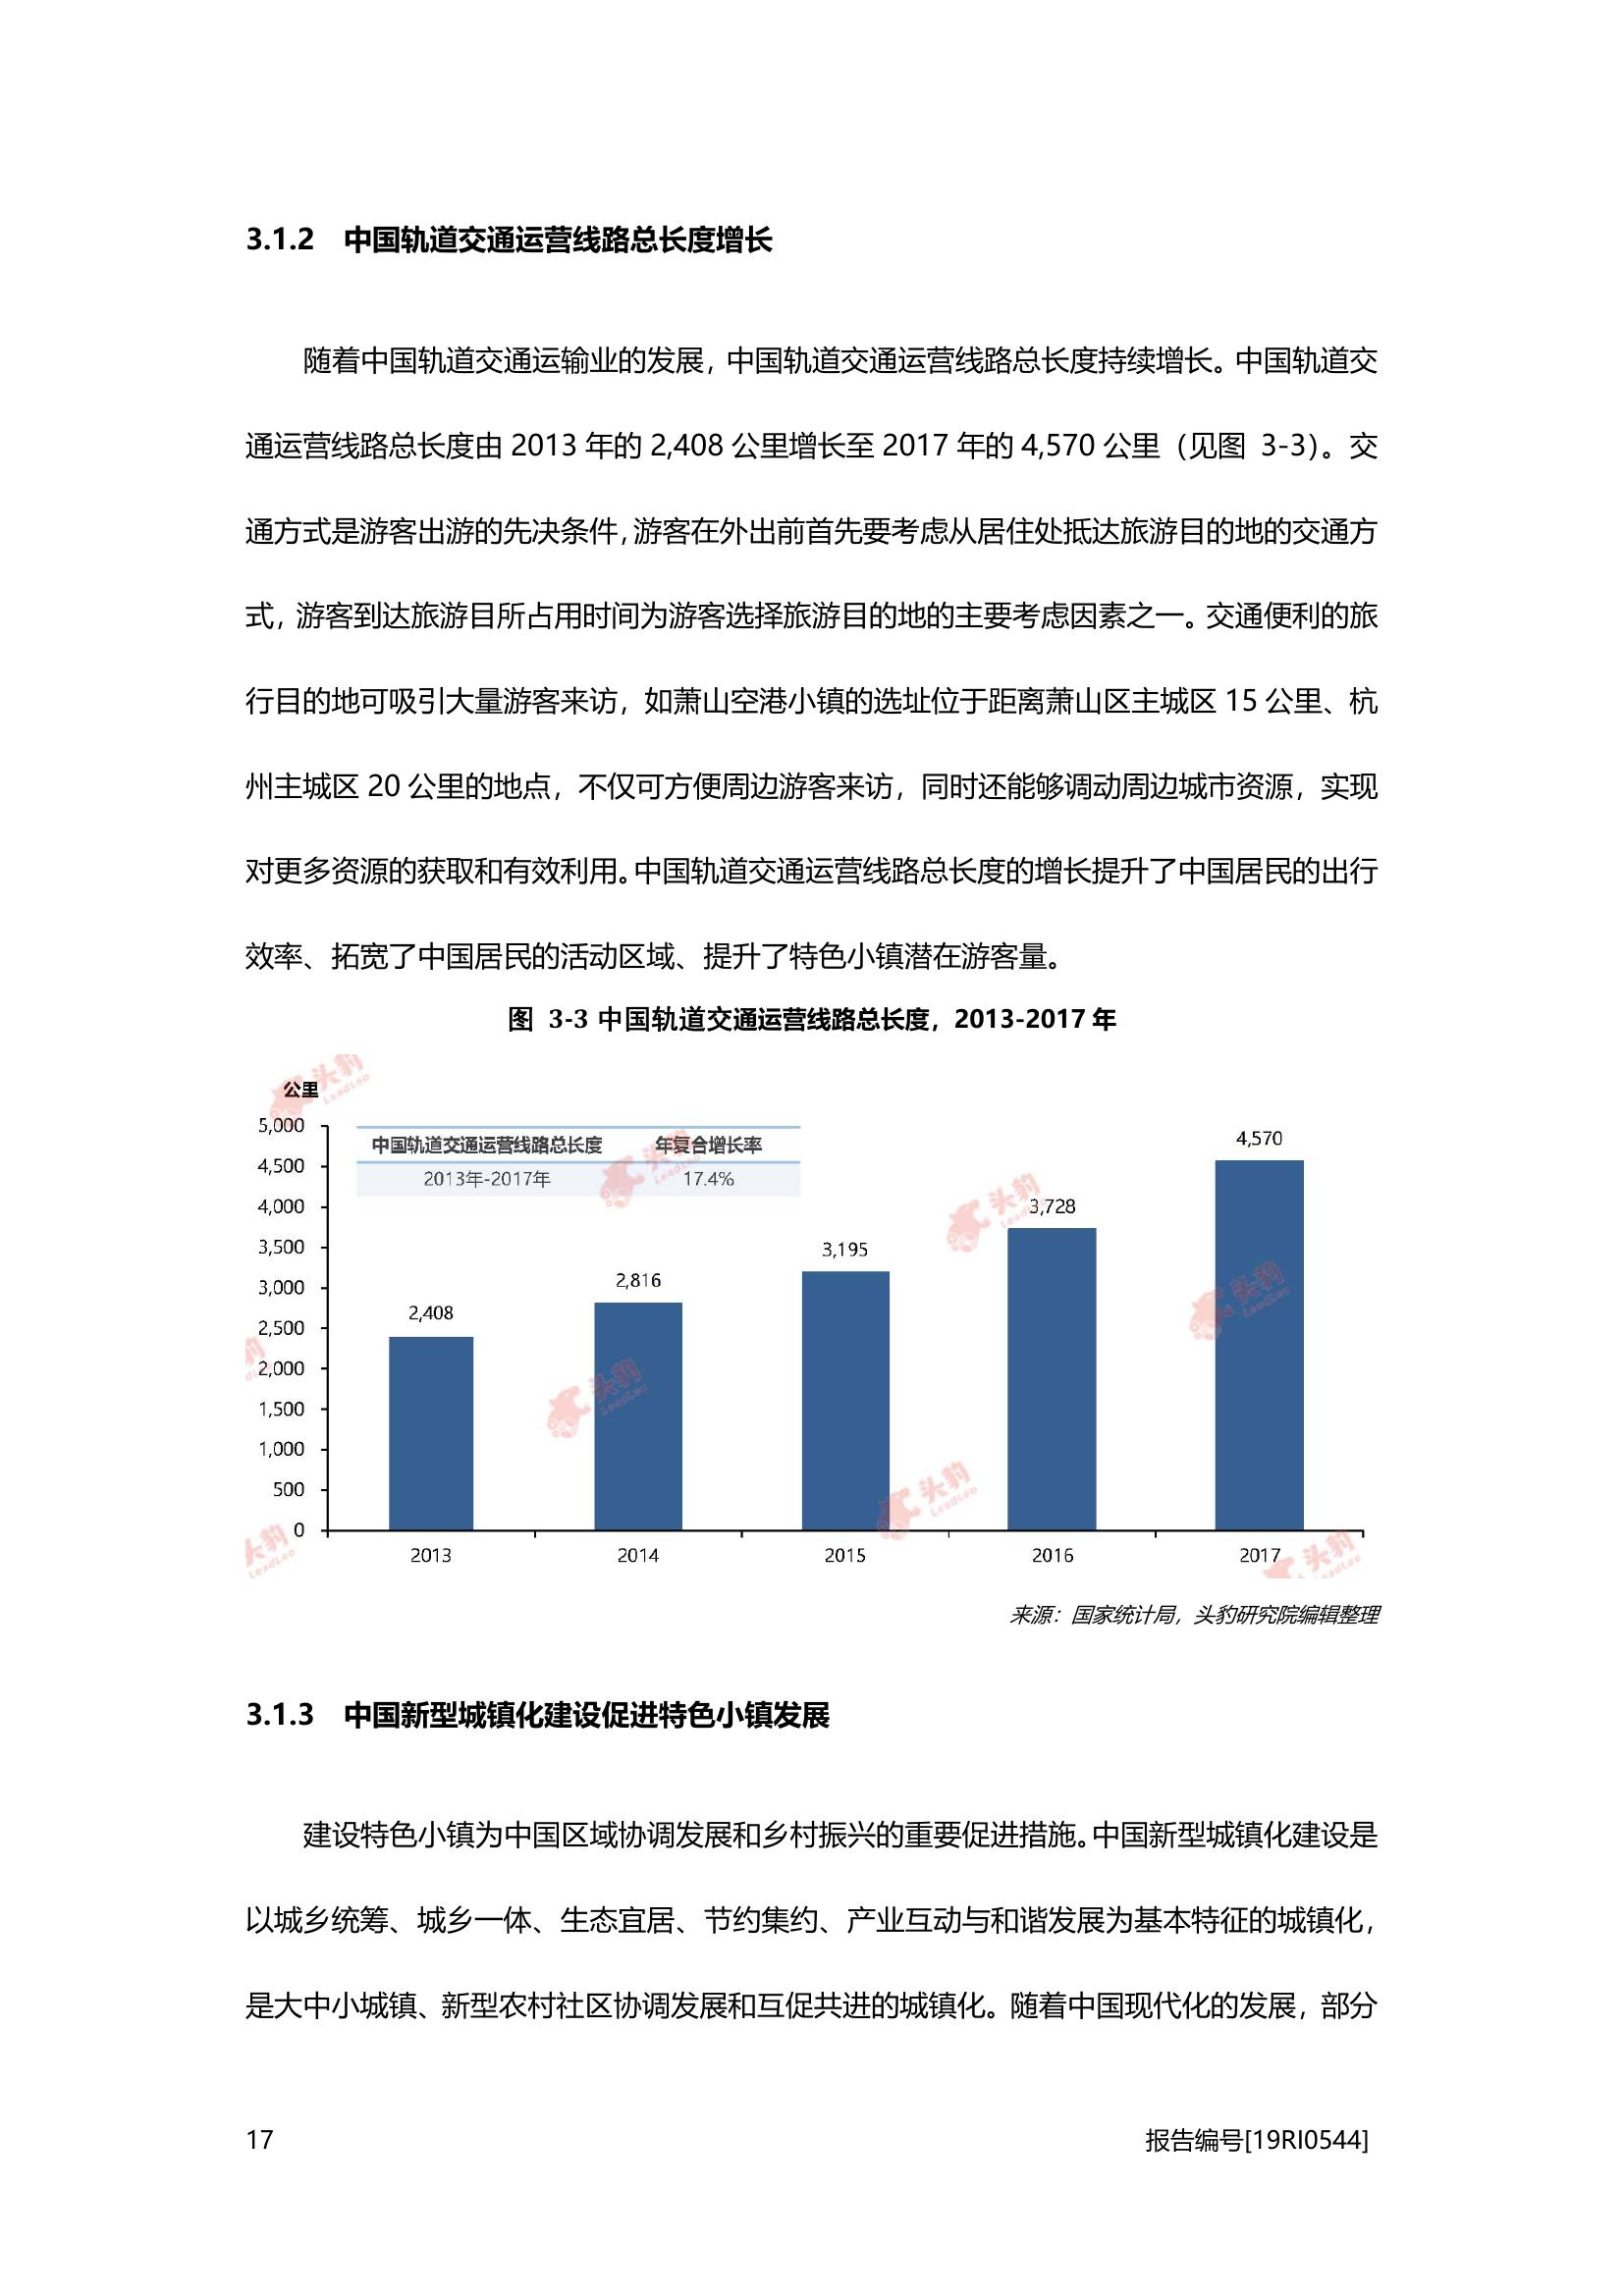 3.1.2 中国轨道交通运营线路总长度增长
随着中国轨道交通运输业的发展，中国轨道交通运营线路总长度持续增长。中国轨道交
通运营线路总长度由 2013 年的 2,408 公里增长至 2017 年的 4,570 公里（见图 3-3）。交
通方式是游客出游的先决条件，游客在外出前首先要考虑从居住处抵达旅游目的地的交通方
式，游客到达旅游目所占用时间为游客选择旅游目的地的主要考虑因素之一。交通便利的旅
行目的地可吸引大量游客来访，如萧山空港小镇的选址位于距离萧山区主城区 15 公里、杭
州主城区 20 公里的地点，不仅可方便周边游客来访，同时还能够调动周边城市资源，实现
对更多资源的获取和有效利用。中国轨道交通运营线路总长度的增长提升了中国居民的出行
效率、拓宽了中国居民的活动区域、提升了特色小镇潜在游客量。
图 3-3 中国轨道交通运营线路总长度，2013-2017 年
公里
中国轨道交通运营线路总长度 年复合增长率
2013年-2017年 17.4%
5,000
4,500
4,000
3,500
3,000
2,500
2,000
1,500
1,000
500
0
2,408
2,816
3,195
3,728
4,570
2013 2014 2015 2016 2017
头豹
LeadLeo
头豹
LeadLeo
头豹
LeadLeo
头豹
LeadLeo
头豹
LeadLeo
头豹
LeadLeo
头豹
来源：国家统计局，头豹研究院编辑整理
3.1.3 中国新型城镇化建设促进特色小镇发展
建设特色小镇为中国区域协调发展和乡村振兴的重要促进措施。中国新型城镇化建设是
以城乡统筹、城乡一体、生态宜居、节约集约、产业互动与和谐发展为基本特征的城镇化，
是大中小城镇、新型农村社区协调发展和互促共进的城镇化。随着中国现代化的发展，部分
17 报告编号[19RI0544]